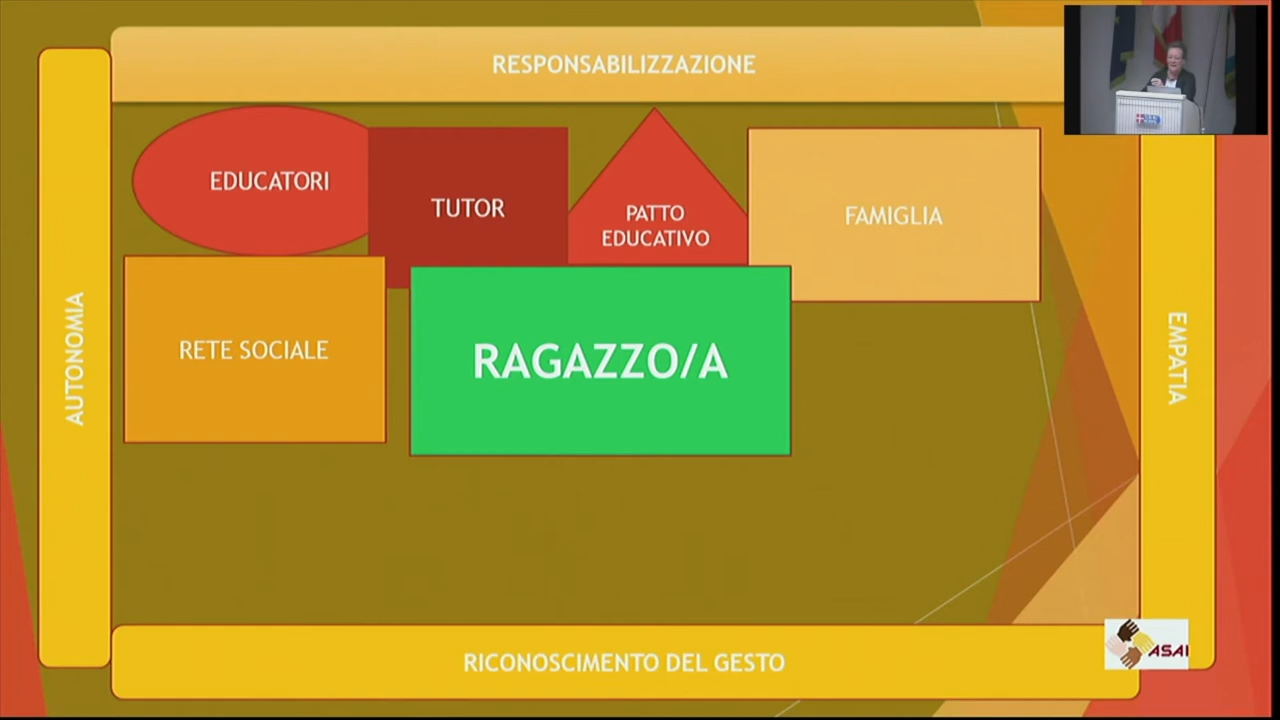 RESPONSABILIZZAZIONE
EDUCATORI
TUTOR
PATTO
EDUCATIVO
FAMIGLIA
AUTONOMIA
RETE SOCIALE
RAGAZZO/A
EMPATIA
RICONOSCIMENTO DEL GESTO
ASAI